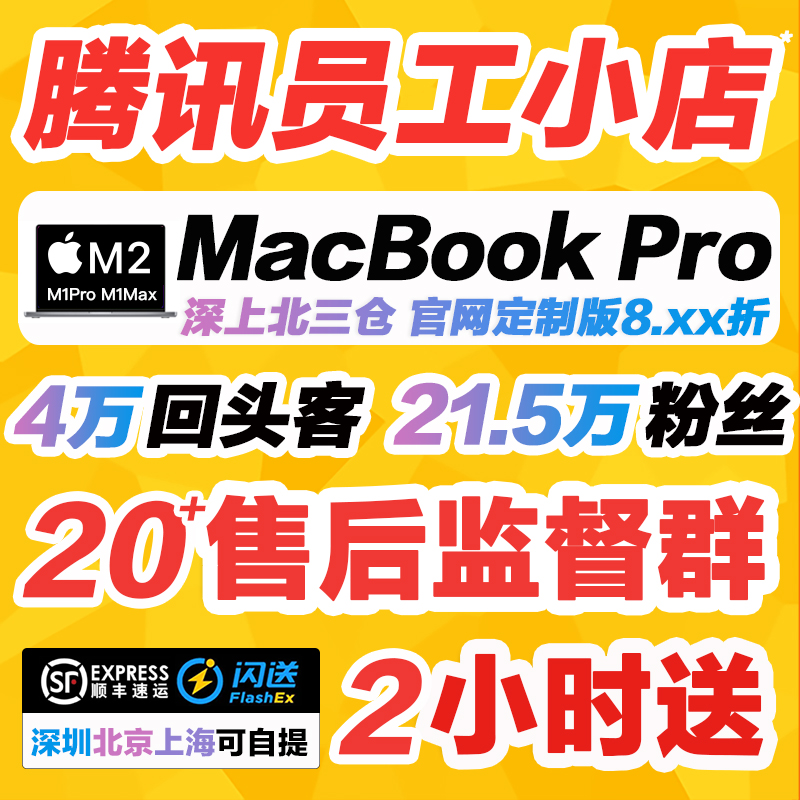 腾讯员工小店*
M2
M1Pro M1Max
MacBook Pro
深上北三仓 官网定制版8.xx折
4万回头客 21.5万粉丝
20+售后监督群
SF EXPRESS
顺丰速运
闪送
FlashEx
深圳北京上海可自提
2小时送